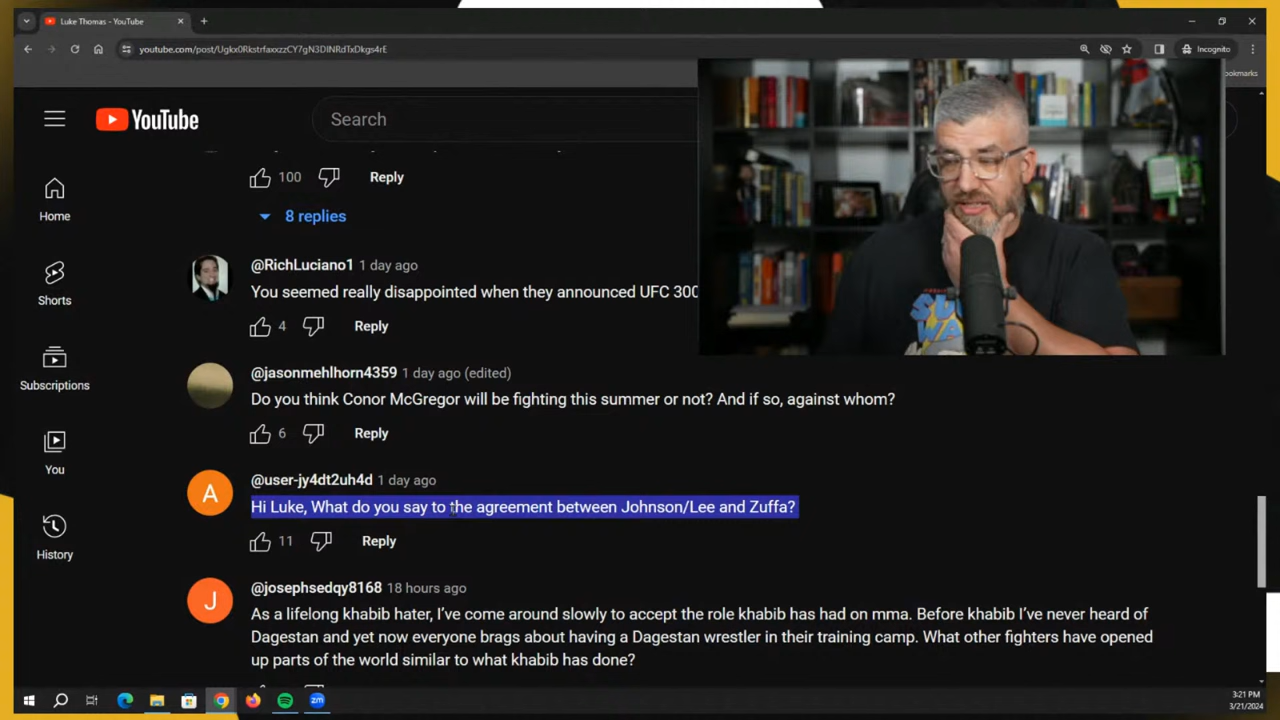 Luke Thomas - YouTube
youtube.com/post/Ugkx0RkstrfaxxzzCY7gN3DINRdTxDkgs4rE
Incognito
ookmarks
YouTube
Search
100
Reply
8 replies
Home
Shorts
Subscriptions
You
History
@RichLuciano1 1 day ago
You seemed really disappointed when they announced UFC 300
4
Reply
@jasonmehlhorn4359 1 day ago (edited)
Do you think Conor McGregor will be fighting this summer or not? And if so, against whom?
6
Reply
A
@user-jy4dt2uh4d 1 day ago
Hi Luke, What do you say to the agreement between Johnson/Lee and Zuffa?
11
Reply
J
@josephsedqy8168 18 hours ago
As a lifelong khabib hater, I've come around slowly to accept the role khabib has had on mma. Before khabib I've never heard of
Dagestan and yet now everyone brags about having a Dagestan wrestler in their training camp. What other fighters have opened
up parts of the world similar to what khabib has done?
zm
3:21 PM
3/21/2024